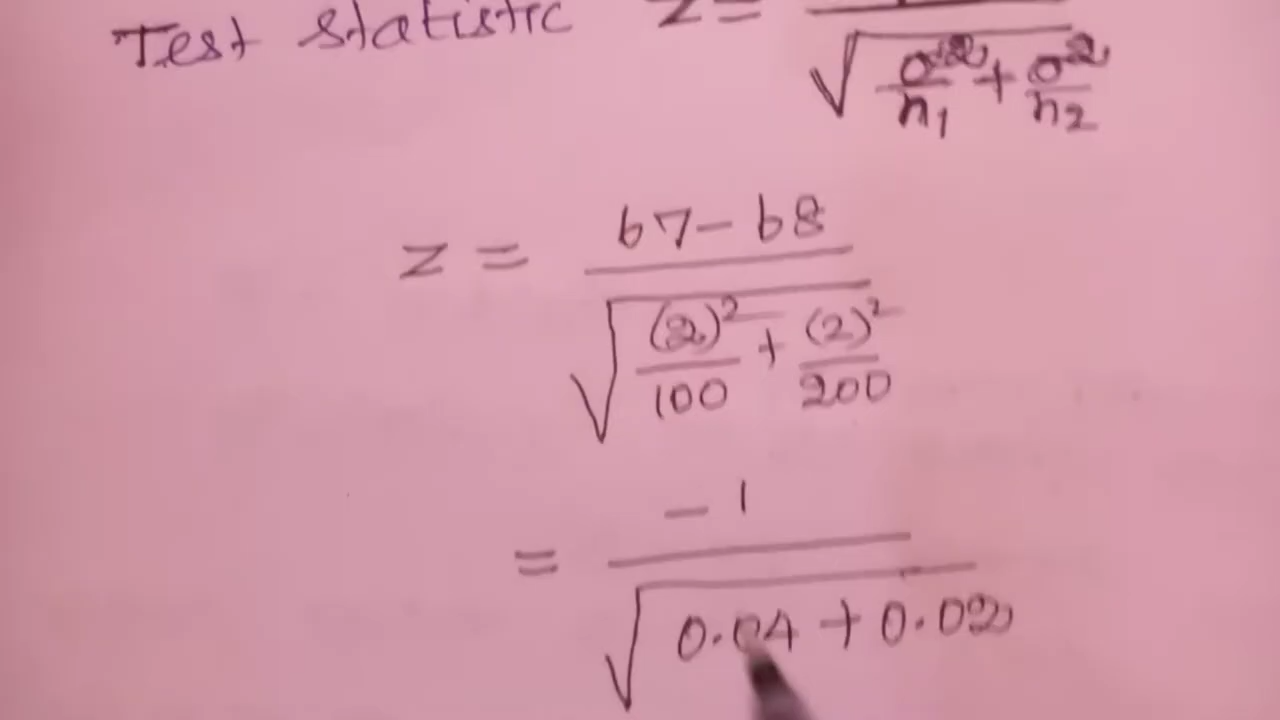 Test statistic z =
√ σ²/n₁ + σ²/n₂
z = 67 - 68
√ (2)²/100 + (2)²/200
= - 1
√ 0.04 + 0.02